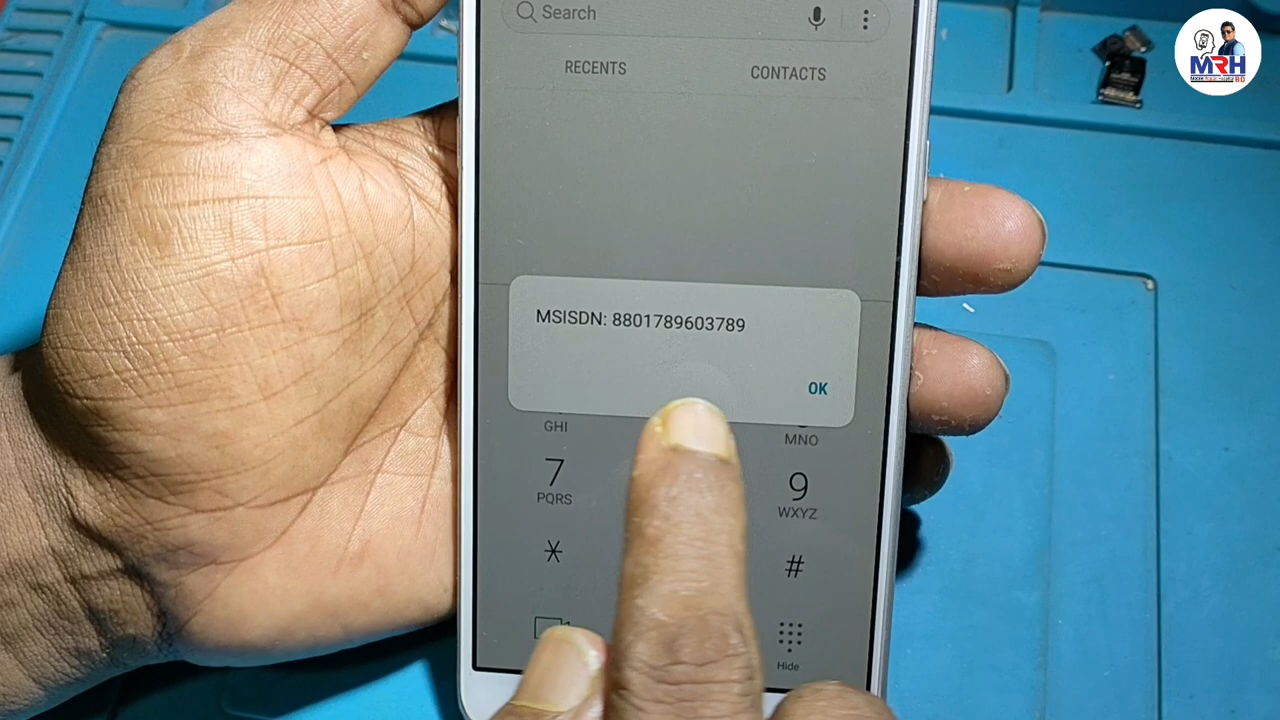 Search
RECENTS
CONTACTS
MSISDN: 8801789603789
OK
GHI
MNO
7
PQRS
9
WXYZ
*
#
Hide
MRH